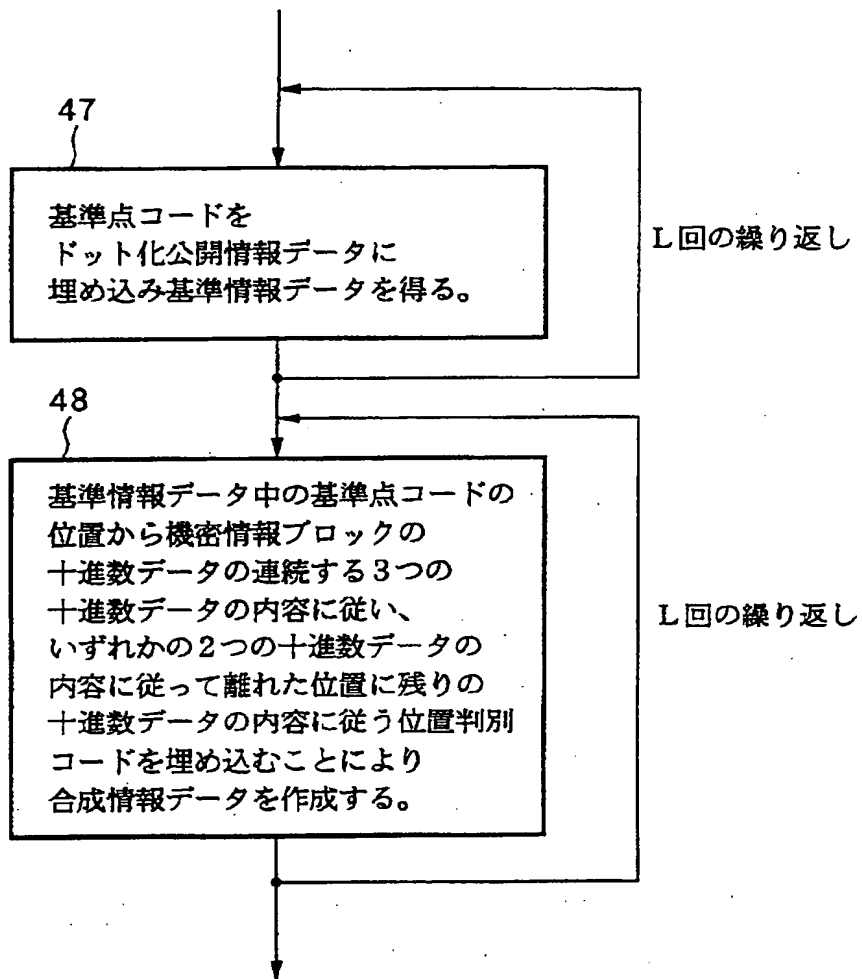 47
基準点コードを
ドット化公開情報データに
埋め込み基準情報データを得る。
L回の繰り返し
48
基準情報データ中の基準点コードの
位置から機密情報ブロックの
十進数データの連続する3つの
十進数データの内容に従い、
いずれかの2つの十進数データの
内容に従って離れた位置に残りの
十進数データの内容に従う位置判別
コードを埋め込むことにより
合成情報データを作成する。
L回の繰り返し